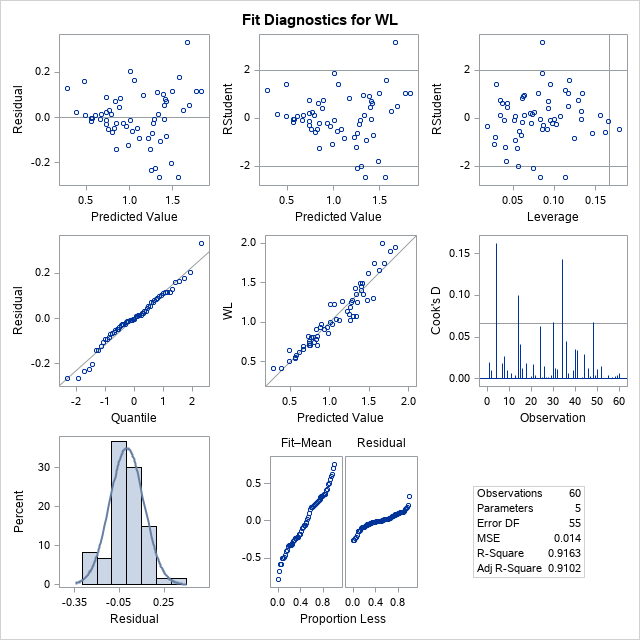 Fit Diagnostics for WL
Residual
0.2
0.0
-0.2
0.5 1.0 1.5
Predicted Value
RStudent
2
0
-2
0.5 1.0 1.5
Predicted Value
RStudent
2
0
-2
0.05 0.10 0.15
Leverage
Residual
0.2
0.0
-0.2
-2 -1 0 1 2
Quantile
WL
2.0
1.5
1.0
0.5
0.5 1.0 1.5 2.0
Predicted Value
Cook's D
0.15
0.10
0.05
0.00
0 10 20 30 40 50 60
Observation
Percent
30
20
10
0
-0.35 -0.05 0.25
Residual
Fit–Mean Residual
0.5
0.0
-0.5
0.0 0.4 0.8 0.0 0.4 0.8
Proportion Less
Observations 60
Parameters 5
Error DF 55
MSE 0.014
R-Square 0.9163
Adj R-Square 0.9102